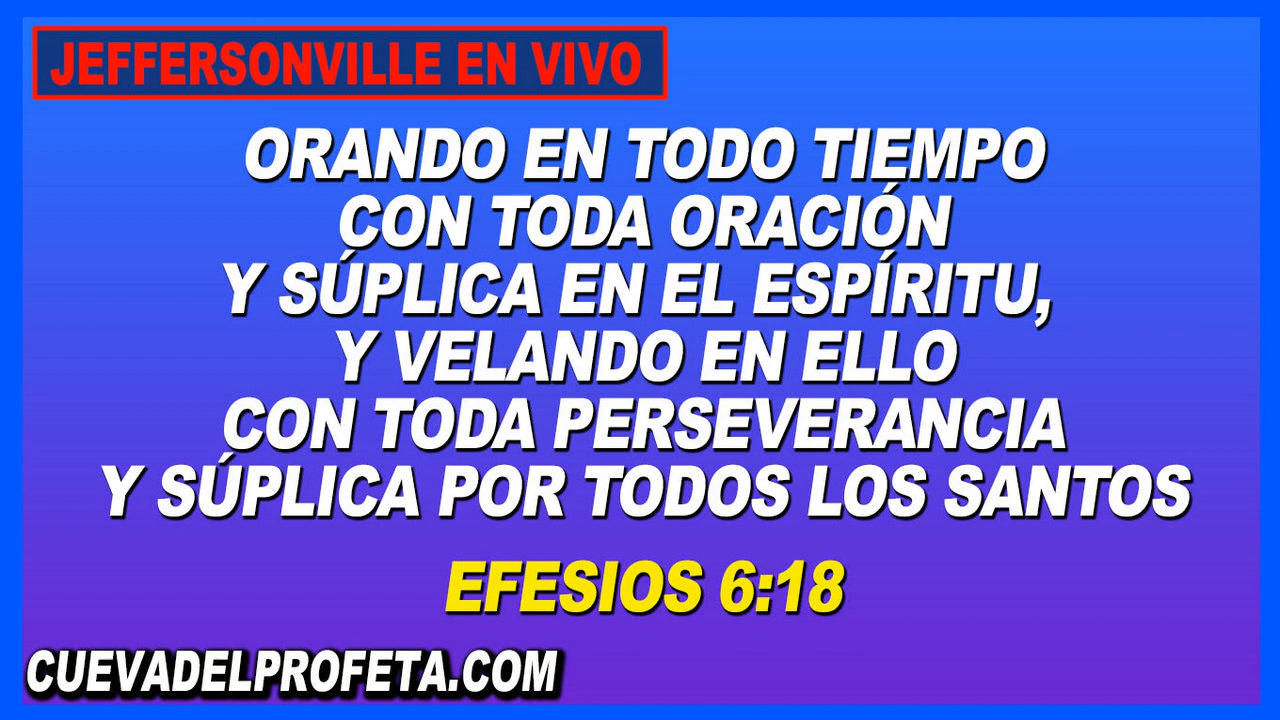 JEFFERSONVILLE EN VIVO
ORANDO EN TODO TIEMPO
CON TODA ORACIÓN
Y SÚPLICA EN EL ESPÍRITU,
Y VELANDO EN ELLO
CON TODA PERSEVERANCIA
Y SÚPLICA POR TODOS LOS SANTOS
EFESIOS 6:18
CUEVADELPROFETA.COM